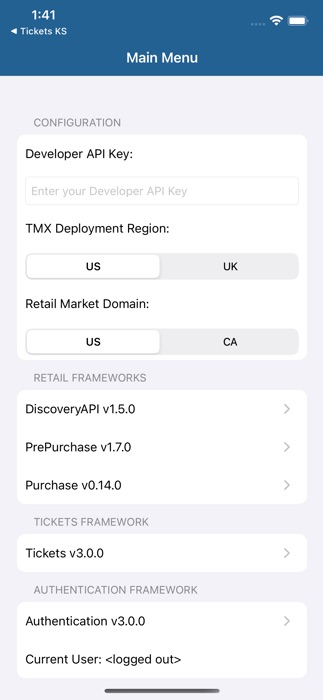 1:41
◀ Tickets KS
Main Menu
CONFIGURATION
Developer API Key:
Enter your Developer API Key
TMX Deployment Region:
US UK
Retail Market Domain:
US CA
RETAIL FRAMEWORKS
DiscoveryAPI v1.5.0
PrePurchase v1.7.0
Purchase v0.14.0
TICKETS FRAMEWORK
Tickets v3.0.0
AUTHENTICATION FRAMEWORK
Authentication v3.0.0
Current User: <logged out>